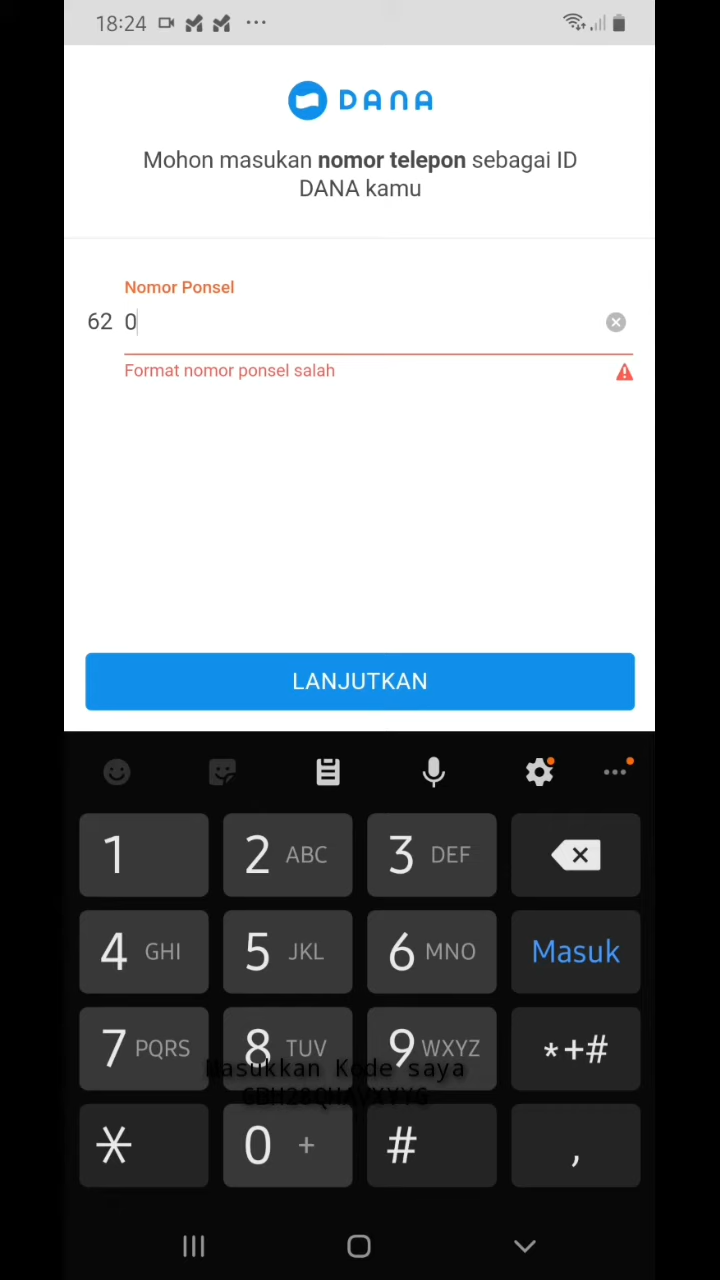 18:24
DANA
Mohon masukan nomor telepon sebagai ID
DANA kamu
Nomor Ponsel
62 0
Format nomor ponsel salah
LANJUTKAN
1 2 ABC 3 DEF
4 GHI 5 JKL 6 MNO Masuk
7 PQRS 8 TUV 9 WXYZ *+#
Masukkan Kode saya
* 0 + # ,